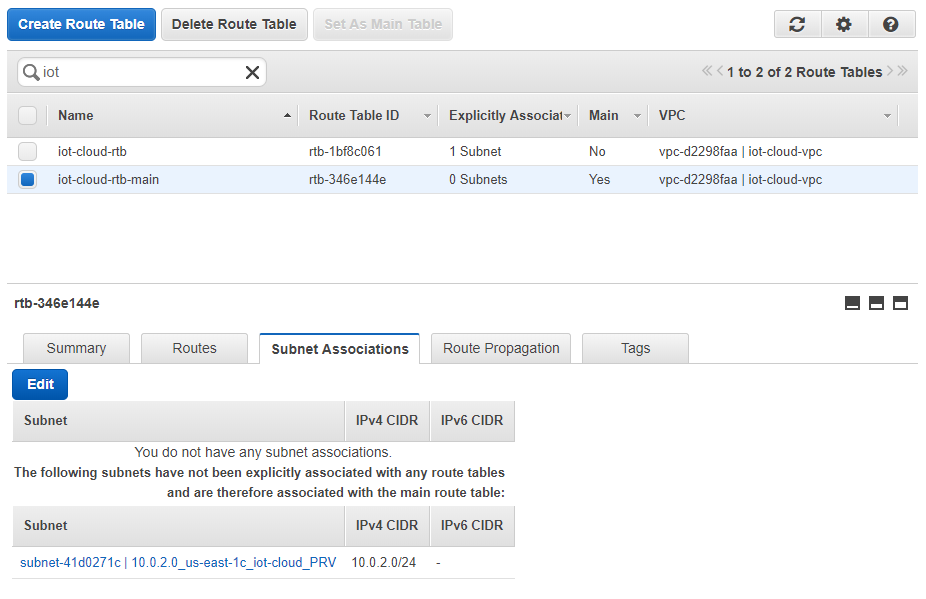 Create Route Table Delete Route Table Set As Main Table
iot 1 to 2 of 2 Route Tables
Name Route Table ID Explicitly Associat Main VPC
iot-cloud-rtb rtb-1bf8c061 1 Subnet No vpc-d2298faa | iot-cloud-vpc
iot-cloud-rtb-main rtb-346e144e 0 Subnets Yes vpc-d2298faa | iot-cloud-vpc
rtb-346e144e
Summary Routes Subnet Associations Route Propagation Tags
Edit
Subnet IPv4 CIDR IPv6 CIDR
You do not have any subnet associations.
The following subnets have not been explicitly associated with any route tables
and are therefore associated with the main route table:
Subnet IPv4 CIDR IPv6 CIDR
subnet-41d0271c | 10.0.2.0_us-east-1c_iot-cloud_PRV 10.0.2.0/24 -